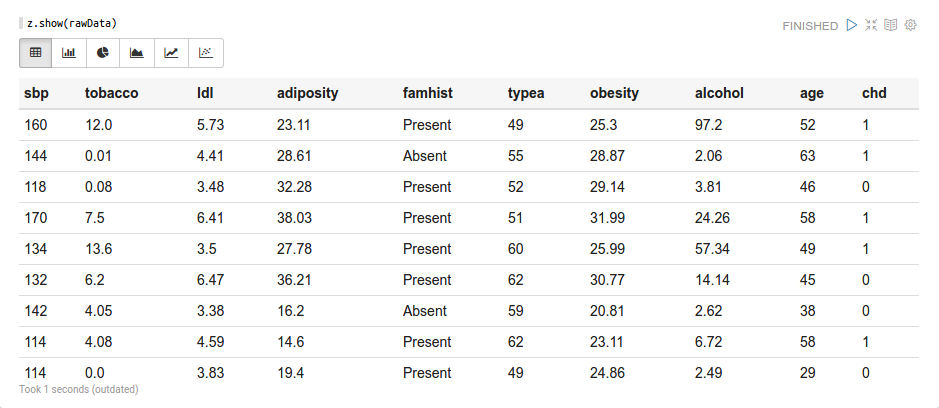 z.show(rawData)
FINISHED
sbp tobacco ldl adiposity famhist typea obesity alcohol age chd
160 12.0 5.73 23.11 Present 49 25.3 97.2 52 1
144 0.01 4.41 28.61 Absent 55 28.87 2.06 63 1
118 0.08 3.48 32.28 Present 52 29.14 3.81 46 0
170 7.5 6.41 38.03 Present 51 31.99 24.26 58 1
134 13.6 3.5 27.78 Present 60 25.99 57.34 49 1
132 6.2 6.47 36.21 Present 62 30.77 14.14 45 0
142 4.05 3.38 16.2 Absent 59 20.81 2.62 38 0
114 4.08 4.59 14.6 Present 62 23.11 6.72 58 1
114 0.0 3.83 19.4 Present 49 24.86 2.49 29 0
Took 1 seconds (outdated)